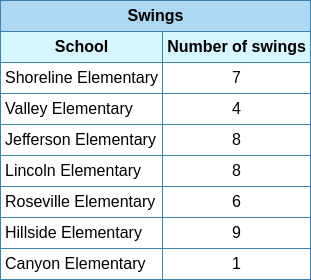 Swings
School Number of swings
Shoreline Elementary 7
Valley Elementary 4
Jefferson Elementary 8
Lincoln Elementary 8
Roseville Elementary 6
Hillside Elementary 9
Canyon Elementary 1